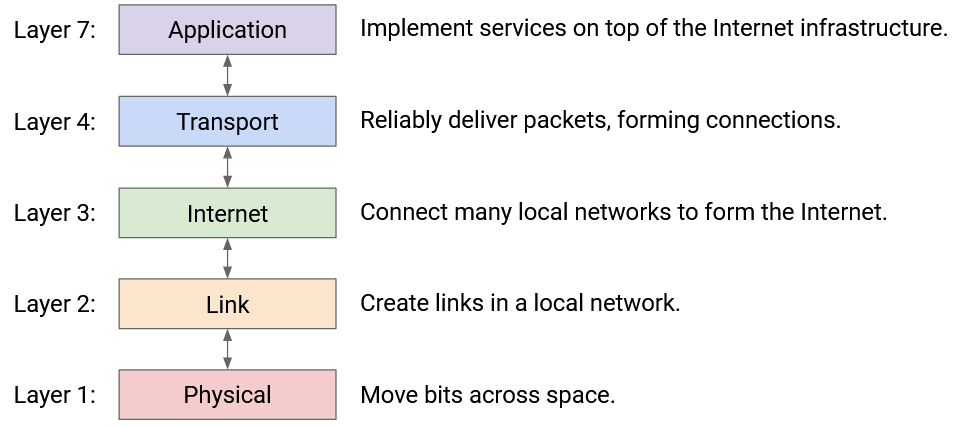 Layer 7: Application Implement services on top of the Internet infrastructure.
Layer 4: Transport Reliably deliver packets, forming connections.
Layer 3: Internet Connect many local networks to form the Internet.
Layer 2: Link Create links in a local network.
Layer 1: Physical Move bits across space.